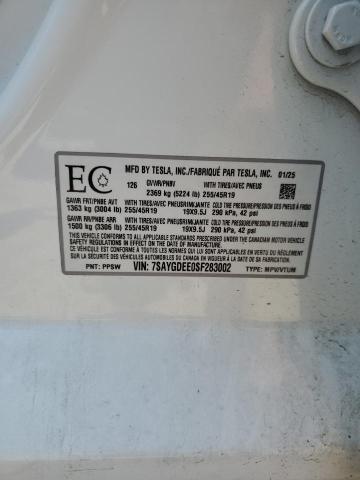 EC
126
MFD BY TESLA, INC./FABRIQUÉ PAR TESLA, INC. 01/25
GVWR/PNBV WITH TIRES/AVEC PNEUS
2369 kg (5224 lb) 255/45R19
GAWR FRT/PNBE AVT WITH TIRES/AVEC PNEUS RIM/JANTE COLD TIRE PRESSURE/PRESSION DES PNEUS À FROID
1363 kg (3004 lb) 255/45R19 19X9.5J 290 kPa, 42 psi
GAWR RR/PNBE ARR WITH TIRES/AVEC PNEUS RIM/JANTE COLD TIRE PRESSURE/PRESSION DES PNEUS À FROID
1500 kg (3306 lb) 255/45R19 19X9.5J 290 kPa, 42 psi
THIS VEHICLE CONFORMS TO ALL APPLICABLE STANDARDS PRESCRIBED UNDER THE CANADIAN MOTOR VEHICLE
SAFETY REGULATIONS IN EFFECT ON THE DATE OF MANUFACTURE
CE VÉHICULE EST CONFORME À TOUTES LES NORMES QUI LUI SONT APPLICABLES EN VERTU DU RÈGLEMENT SUR LA
SÉCURITÉ DES VÉHICULES AUTOMOBILES DU CANADA EN VIGUEUR À LA DATE DE SA FABRICATION
PNT: PPSW VIN: 7SAYGDEE0SF283002 TYPE: MPV/VTUM